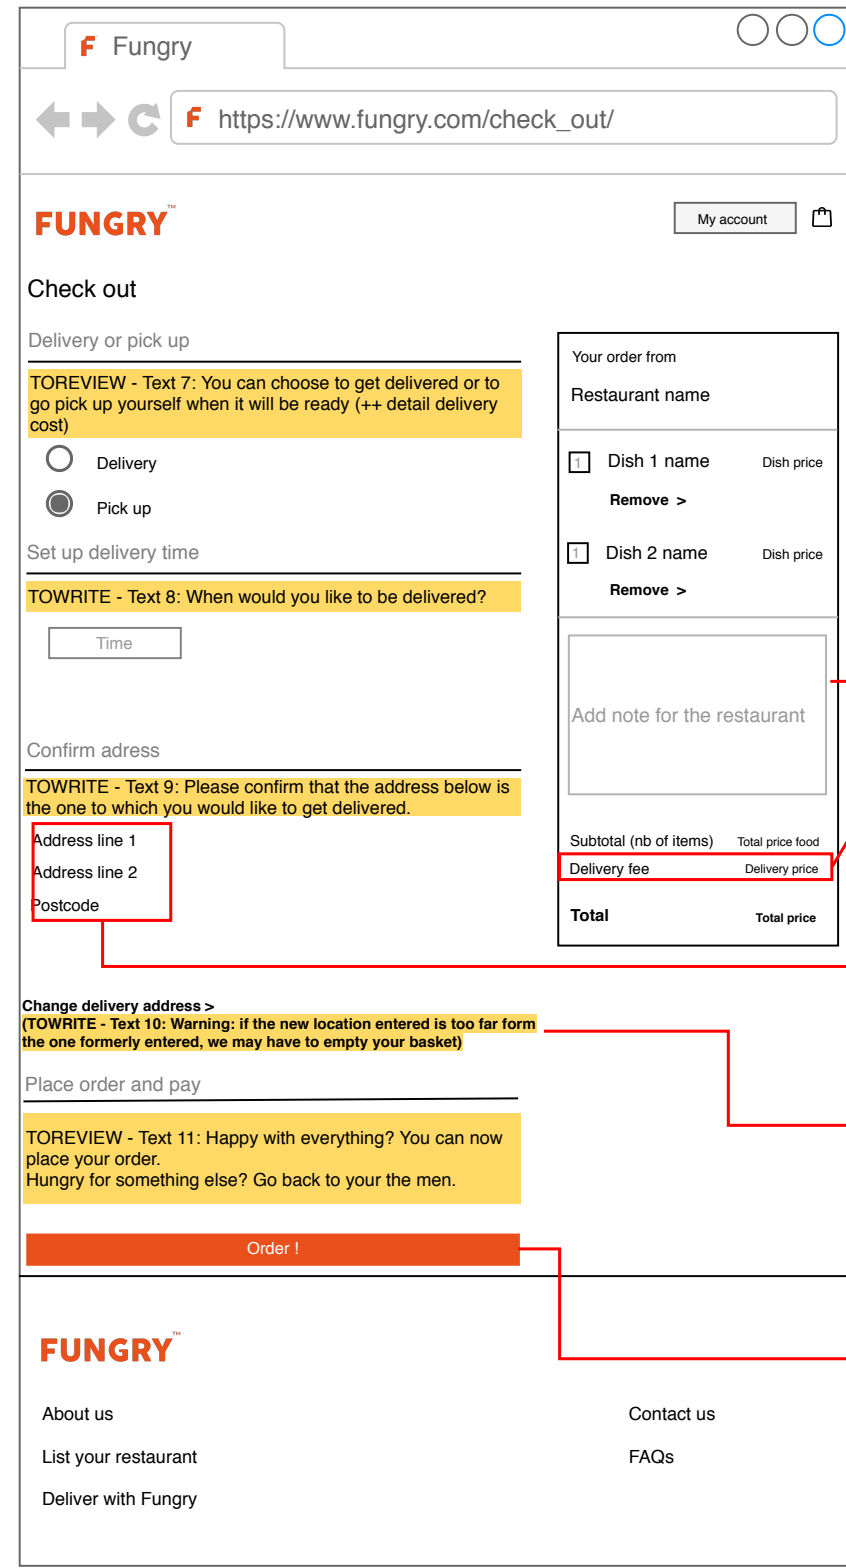 Fungry
https://www.fungry.com/check_out/
FUNGRY™
My account
Check out
Delivery or pick up
TOREVIEW - Text 7: You can choose to get delivered or to
go pick up yourself when it will be ready (++ detail delivery
cost)
Delivery
Pick up
Set up delivery time
TOWRITE - Text 8: When would you like to be delivered?
Time
Confirm adress
TOWRITE - Text 9: Please confirm that the address below is
the one to which you would like to get delivered.
Address line 1
Address line 2
Postcode
Change delivery address >
(TOWRITE - Text 10: Warning: if the new location entered is too far form
the one formerly entered, we may have to empty your basket)
Place order and pay
TOREVIEW - Text 11: Happy with everything? You can now
place your order.
Hungry for something else? Go back to your the men.
Order !
Your order from
Restaurant name
1 Dish 1 name Dish price
Remove >
1 Dish 2 name Dish price
Remove >
Add note for the restaurant
Subtotal (nb of items) Total price food
Delivery fee Delivery price
Total Total price
FUNGRY™
About us
List your restaurant
Deliver with Fungry
Contact us
FAQs